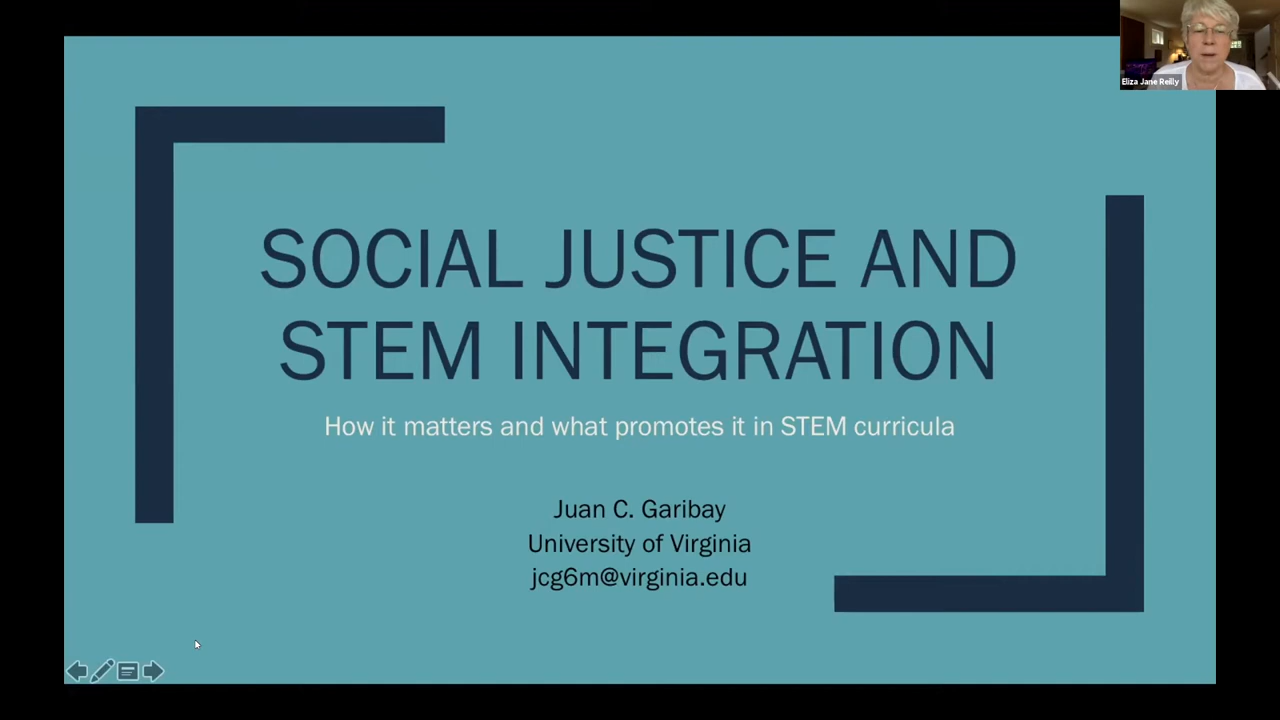 Eliza Jane Reilly
SOCIAL JUSTICE AND
STEM INTEGRATION
How it matters and what promotes it in STEM curricula
Juan C. Garibay
University of Virginia
jcg6m@virginia.edu